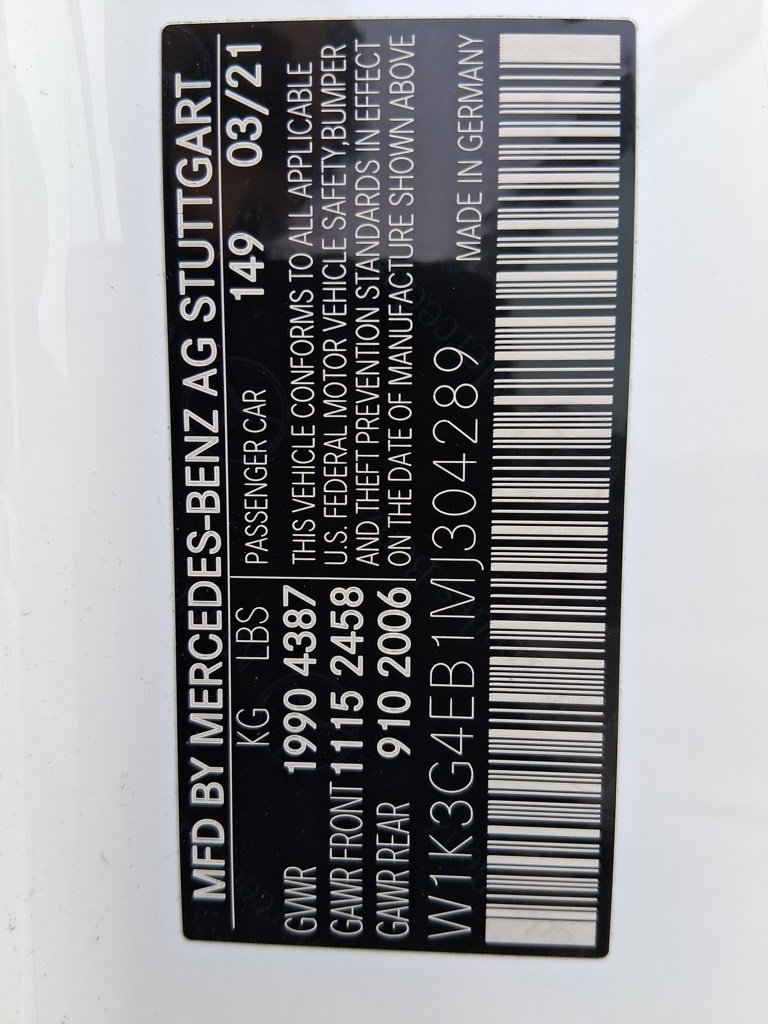 MFD BY MERCEDES-BENZ AG STUTTGART
KG LBS PASSENGER CAR 149 03/21
GVWR 1990 4387 THIS VEHICLE CONFORMS TO ALL APPLICABLE
GAWR FRONT 1115 2458 U.S. FEDERAL MOTOR VEHICLE SAFETY,BUMPER
AND THEFT PREVENTION STANDARDS IN EFFECT
GAWR REAR 910 2006 ON THE DATE OF MANUFACTURE SHOWN ABOVE
W1K3G4EB1MJ304289 MADE IN GERMANY